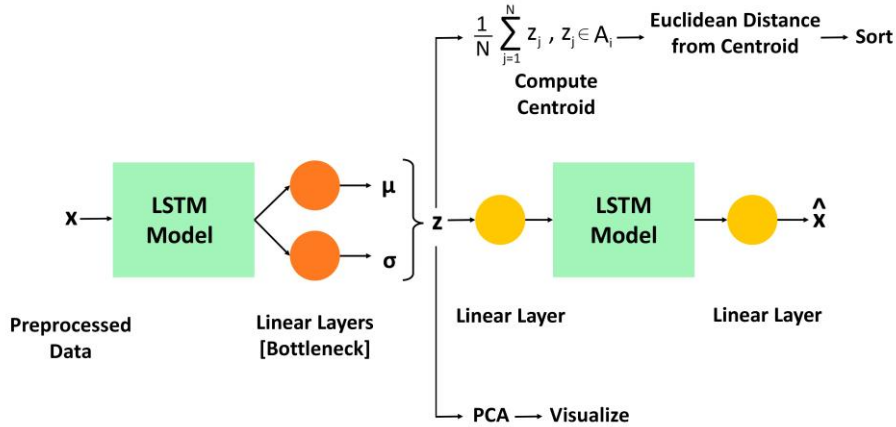 1/N ∑ j=1 N z_j , z_j ∈ A_i
Compute
Centroid
Euclidean Distance
from Centroid
Sort
x
LSTM
Model
μ
σ
z
LSTM
Model
x̂
Preprocessed
Data
Linear Layers
[Bottleneck]
Linear Layer
Linear Layer
PCA
Visualize